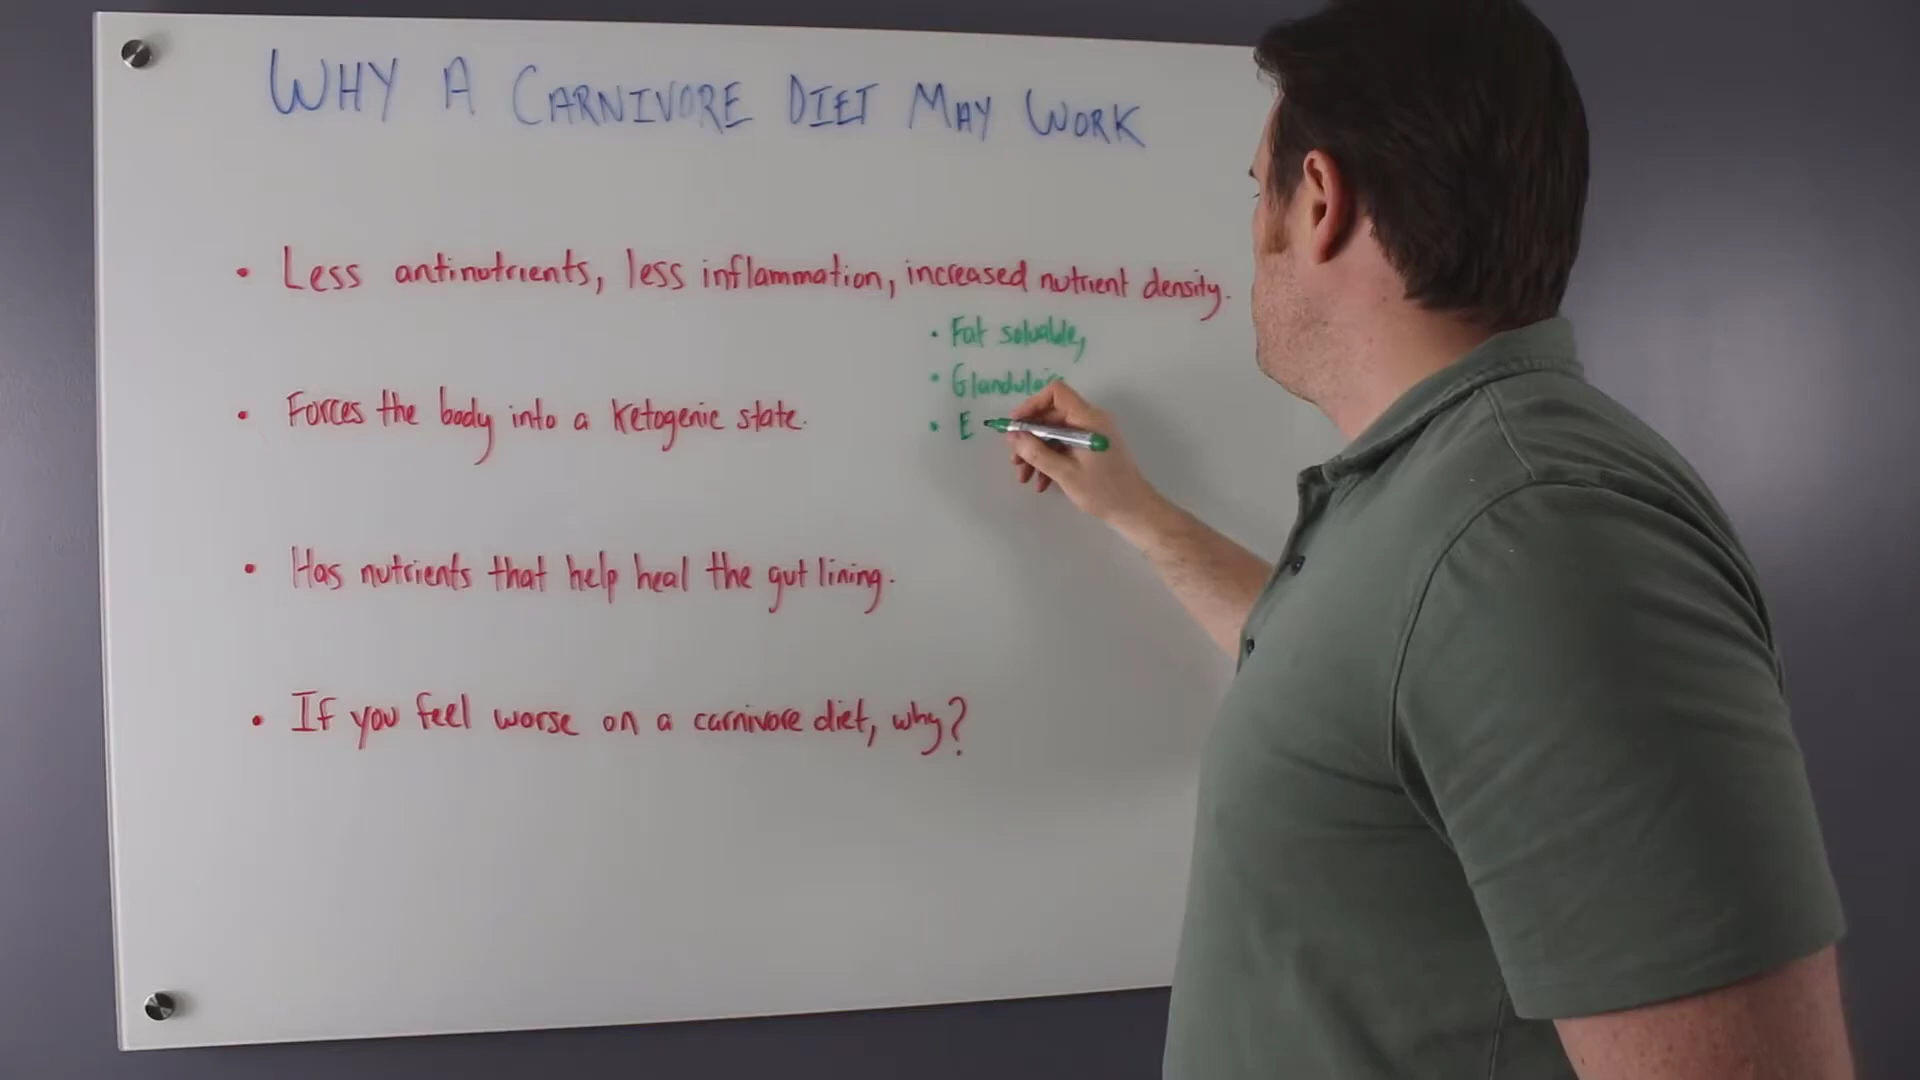 WHY A CARNIVORE DIET MAY WORK
• Less antinutrients, less inflammation, increased nutrient density.
• Fat soluable,
• Forces the body into a ketogenic state.
• E
• Has nutrients that help heal the gut lining.
• If you feel worse on a carnivore diet, why?